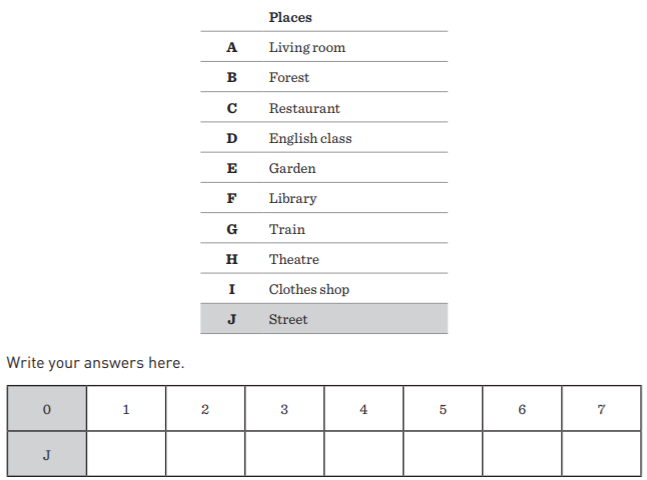 Places
A Living room
B Forest
C Restaurant
D English class
E Garden
F Library
G Train
H Theatre
I Clothes shop
J Street
Write your answers here.
0 1 2 3 4 5 6 7
J